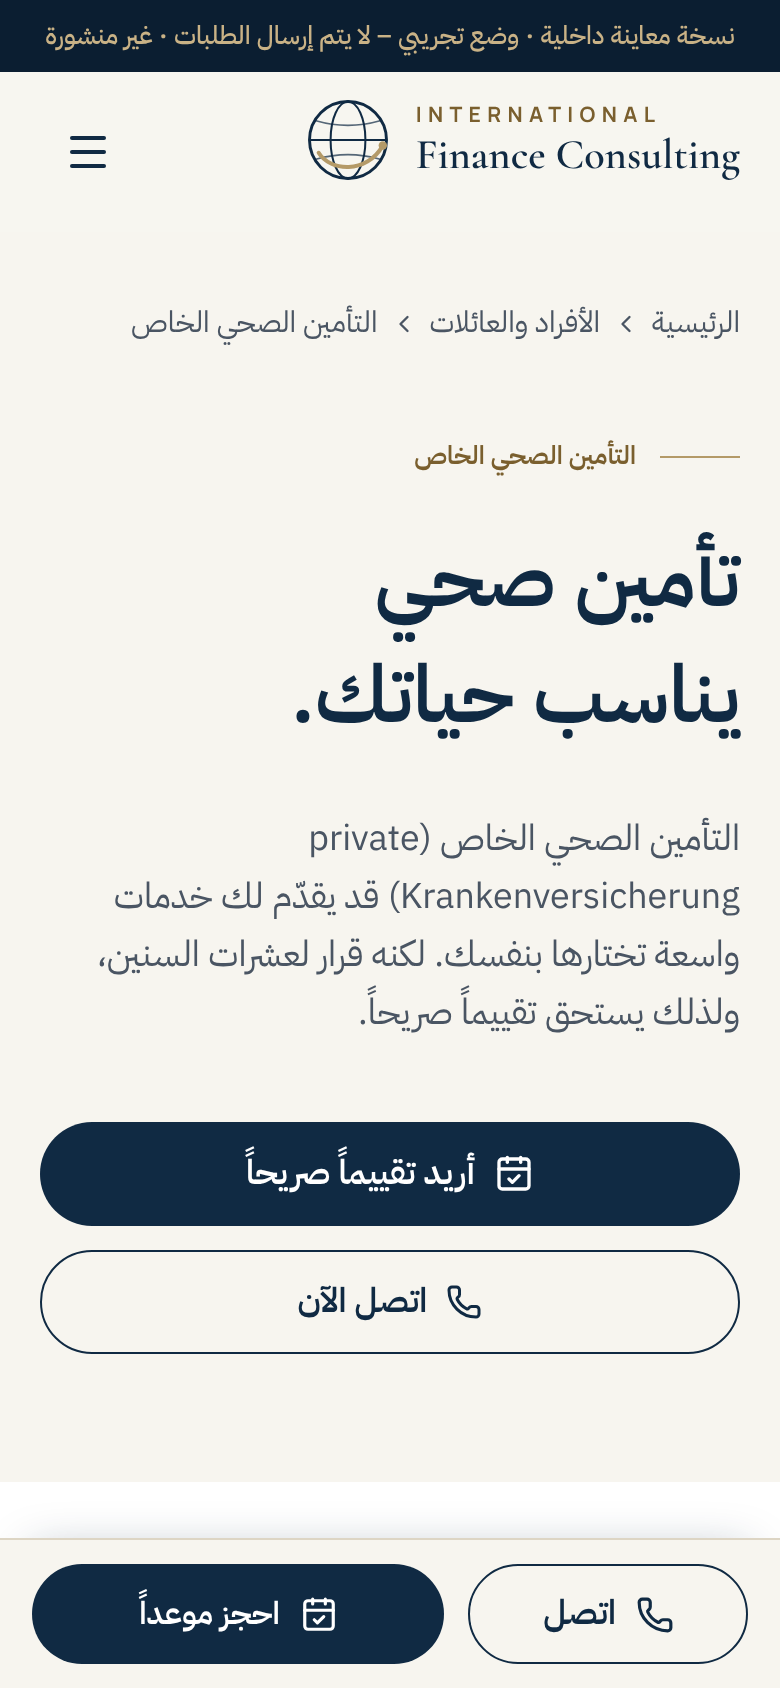 نسخة معاينة داخلية · وضع تجريبي – لا يتم إرسال الطلبات · غير منشورة
INTERNATIONAL
Finance Consulting
الرئيسية › الأفراد والعائلات › التأمين الصحي الخاص
التأمين الصحي الخاص
تأمين صحي
يناسب حياتك.
التأمين الصحي الخاص (private
Krankenversicherung) قد يقدّم لك خدمات
واسعة تختارها بنفسك. لكنه قرار لعشرات السنين،
ولذلك يستحق تقييماً صريحاً.
أريد تقييماً صريحاً
اتصل الآن
اتصل
احجز موعداً